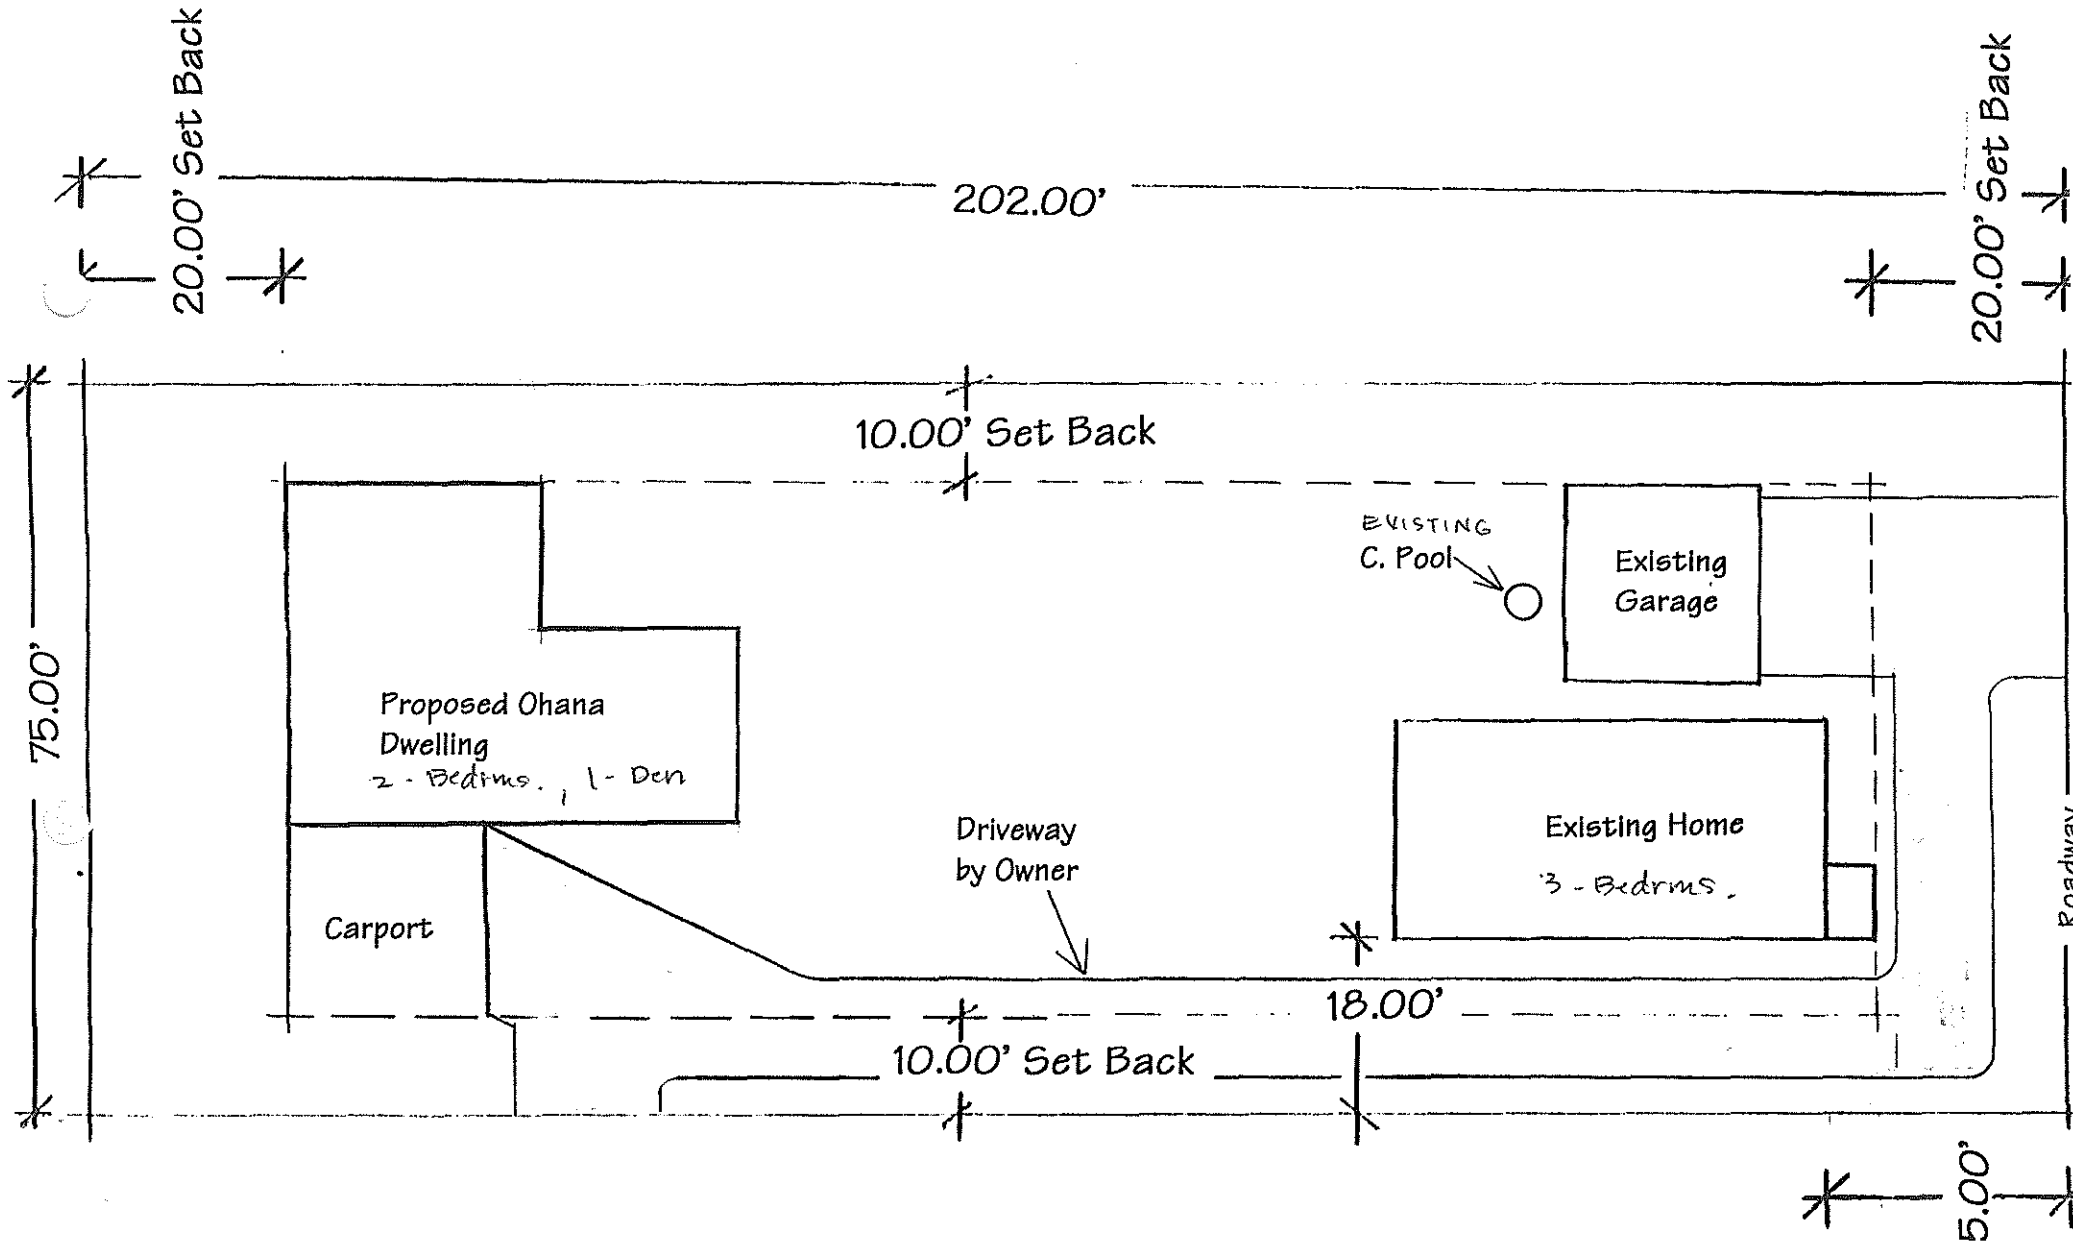 20.00' Set Back
202.00'
20.00' Set Back
10.00' Set Back
75.00'
EXISTING
C. Pool
Existing
Garage
Proposed Ohana
Dwelling
2 - Bedrms. , 1 - Den
Driveway
by Owner
Existing Home
3 - Bedrms.
Roadway
Carport
18.00'
10.00' Set Back
5.00'